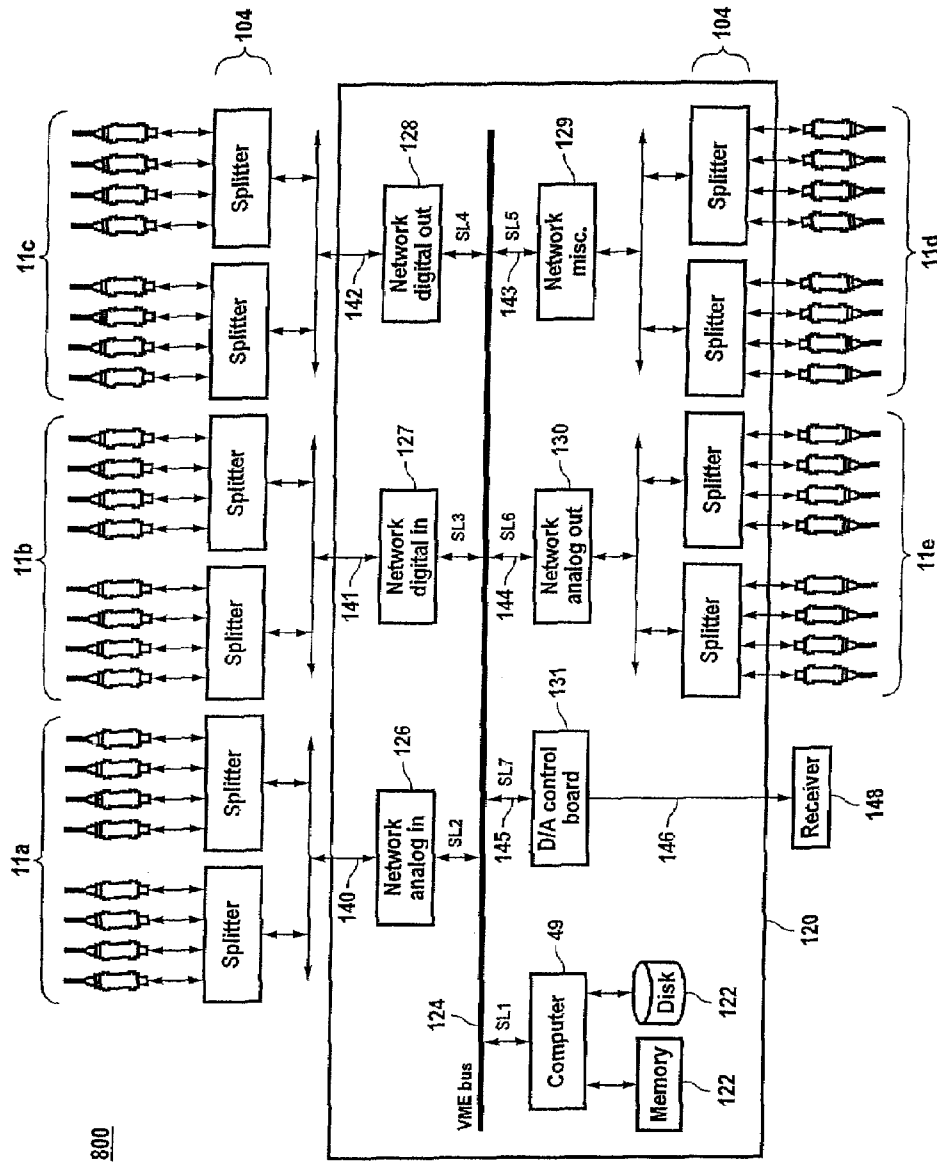 800
11a
11b
11c
104
Splitter
Splitter
Splitter
Splitter
Splitter
Splitter
140
141
142
126
127
128
Network
analog in
Network
digital in
Network
digital out
SL2
SL3
SL4
124
VME bus
SL1
145
SL7
144
SL6
143
SL5
49
131
130
129
Computer
D/A control
board
Network
analog out
Network
misc.
Memory
Disk
122
122
146
Splitter
Splitter
Splitter
Splitter
104
120
Receiver
148
11e
11d